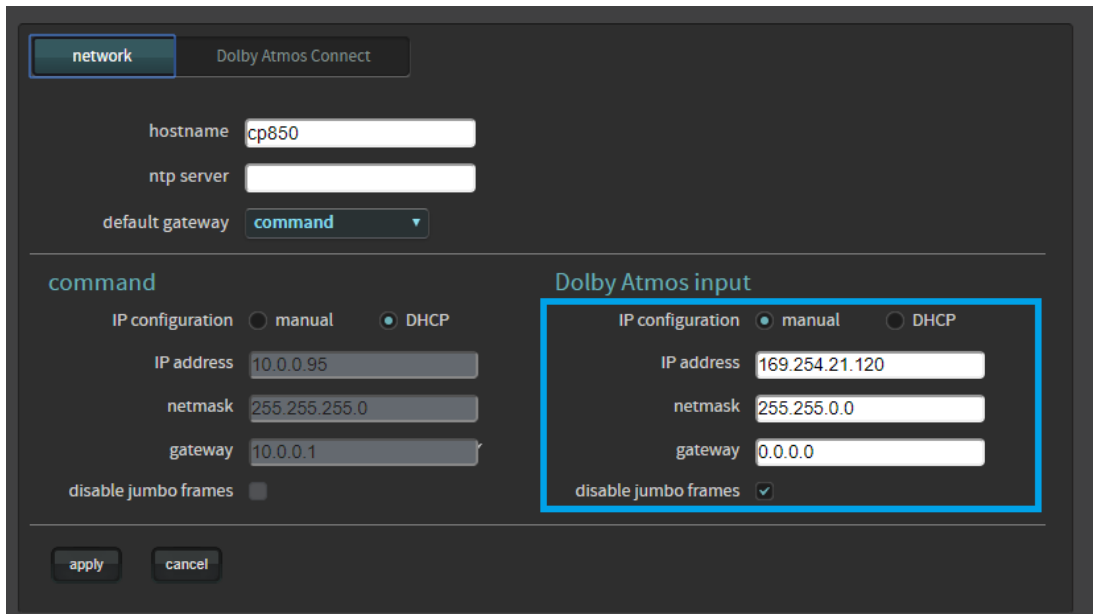 network Dolby Atmos Connect
hostname cp850
ntp server
default gateway command
command
IP configuration manual DHCP
IP address 10.0.0.95
netmask 255.255.255.0
gateway 10.0.0.1
disable jumbo frames
Dolby Atmos input
IP configuration manual DHCP
IP address 169.254.21.120
netmask 255.255.0.0
gateway 0.0.0.0
disable jumbo frames
apply cancel